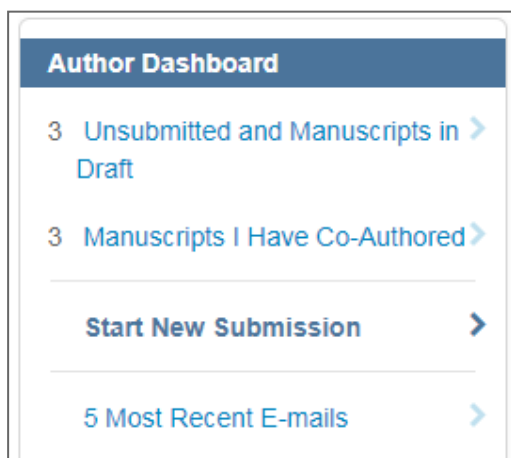 Author Dashboard
3 Unsubmitted and Manuscripts in
Draft
3 Manuscripts I Have Co-Authored
Start New Submission
5 Most Recent E-mails